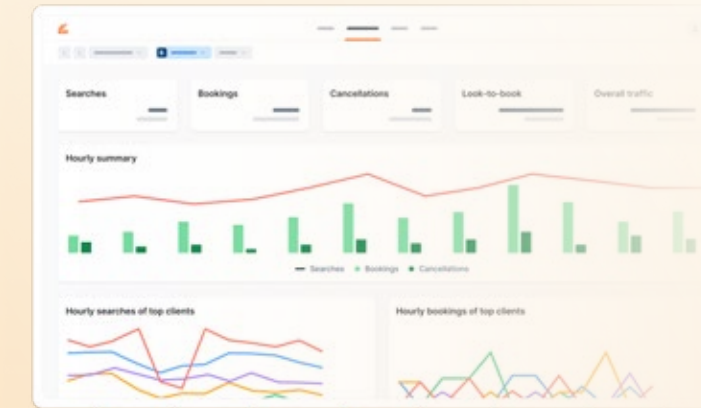 Searches
Bookings
Cancellations
Look-to-book
Overall traffic
Hourly summary
Searches Bookings Cancellations
Hourly searches of top clients
Hourly bookings of top clients